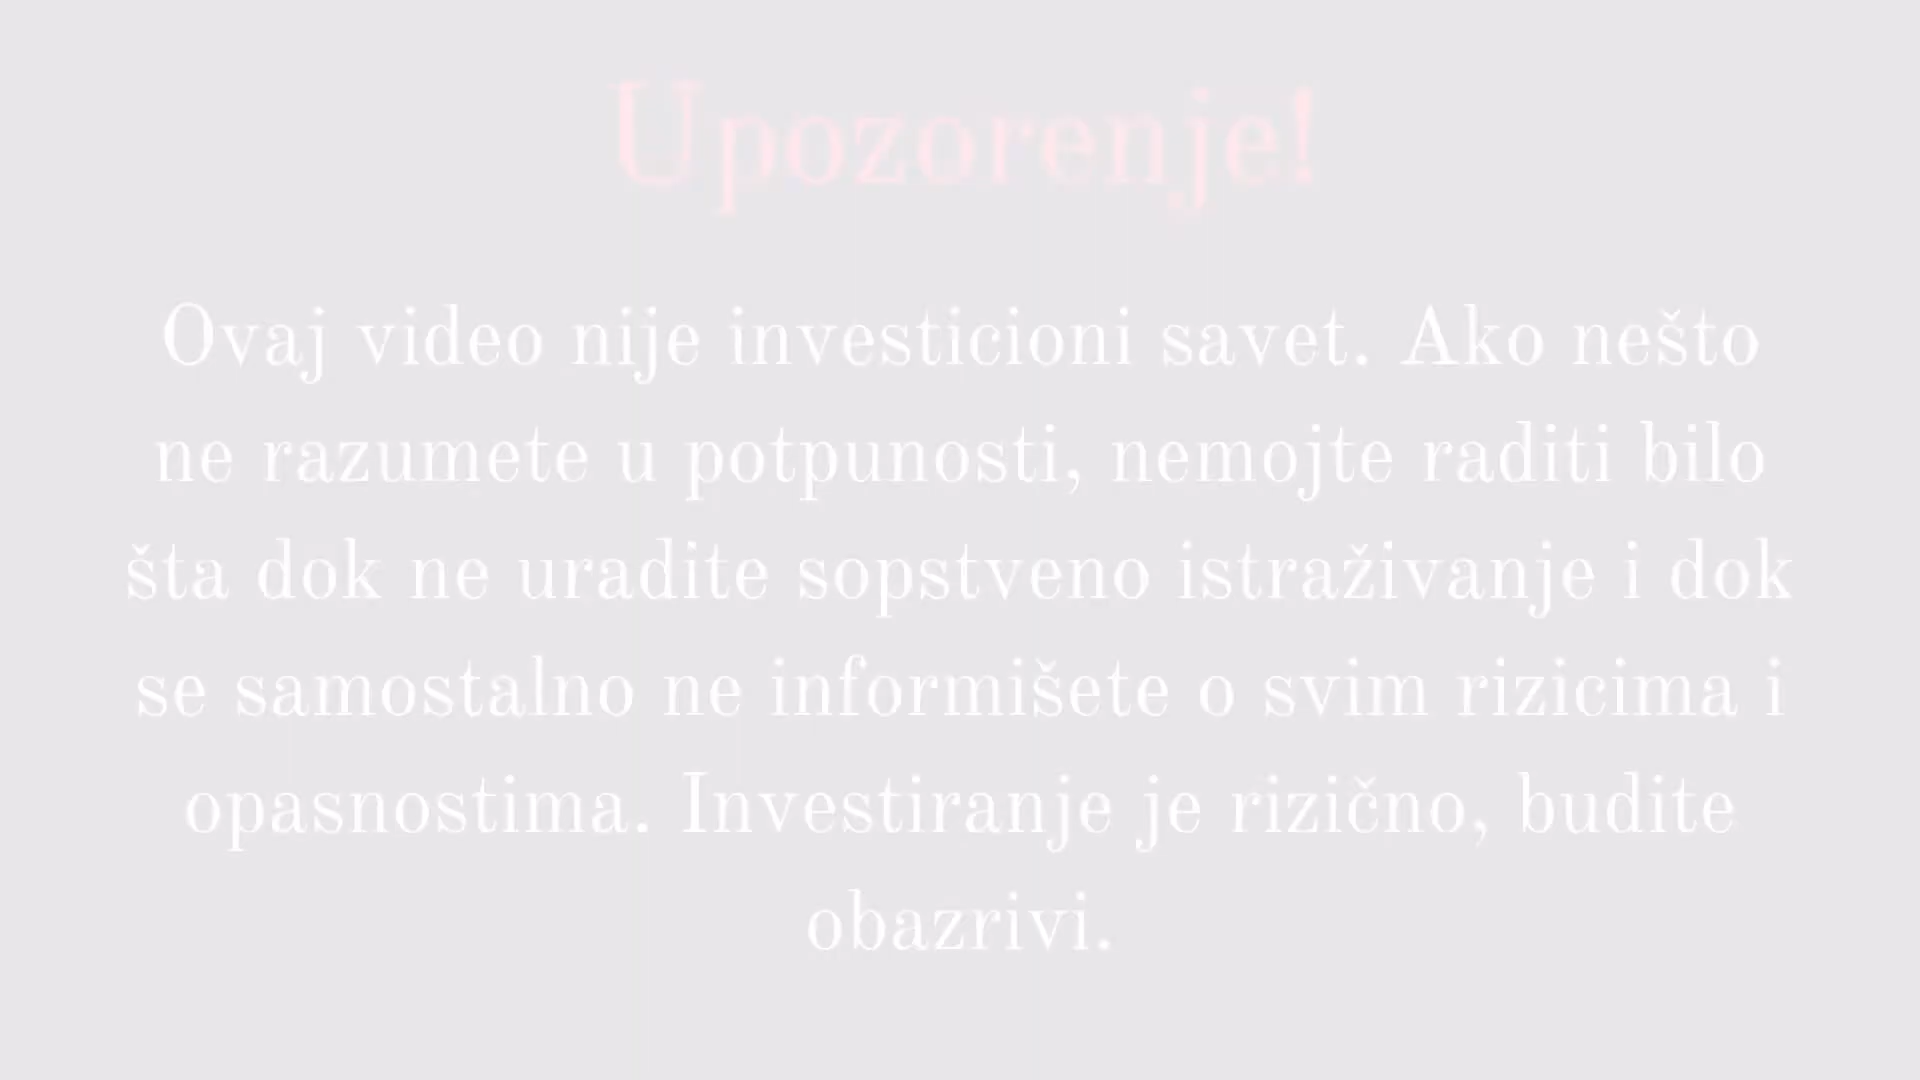 Upozorenje!
Ovaj video nije investicioni savet. Ako nešto
ne razumete u potpunosti, nemojte raditi bilo
šta dok ne uradite sopstveno istraživanje i dok
se samostalno ne informišete o svim rizicima i
opasnostima. Investiranje je rizično, budite
obazrivi.